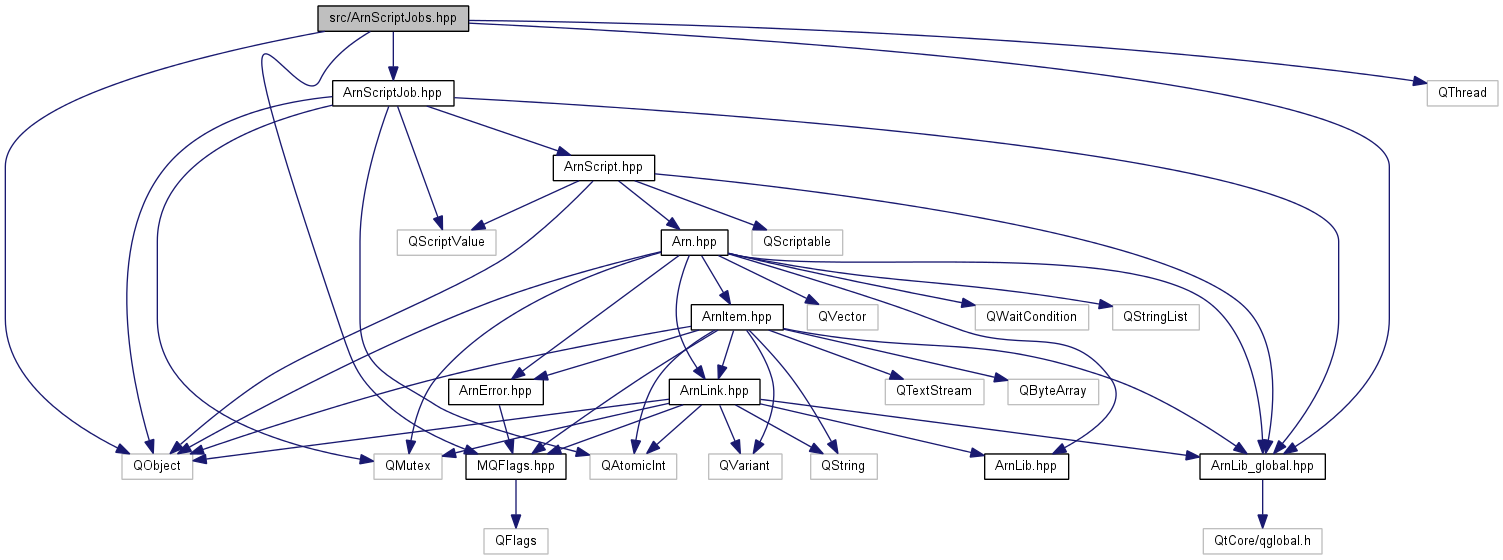 src/ArnScriptJobs.hpp
ArnScriptJob.hpp
QThread
ArnScript.hpp
QScriptValue
Arn.hpp
QScriptable
ArnItem.hpp
QVector
QWaitCondition
QStringList
ArnError.hpp
ArnLink.hpp
QTextStream
QByteArray
QObject
QMutex
MQFlags.hpp
QAtomicInt
QVariant
QString
ArnLib.hpp
ArnLib_global.hpp
QFlags
QtCore/qglobal.h